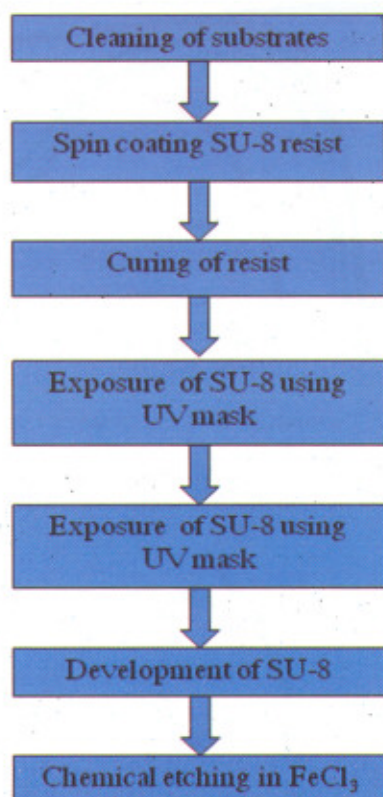 Cleaning of substrates
Spin coating SU-8 resist
Curing of resist
Exposure of SU-8 using
UV mask
Exposure of SU-8 using
UV mask
Development of SU-8
Chemical etching in FeCl₃